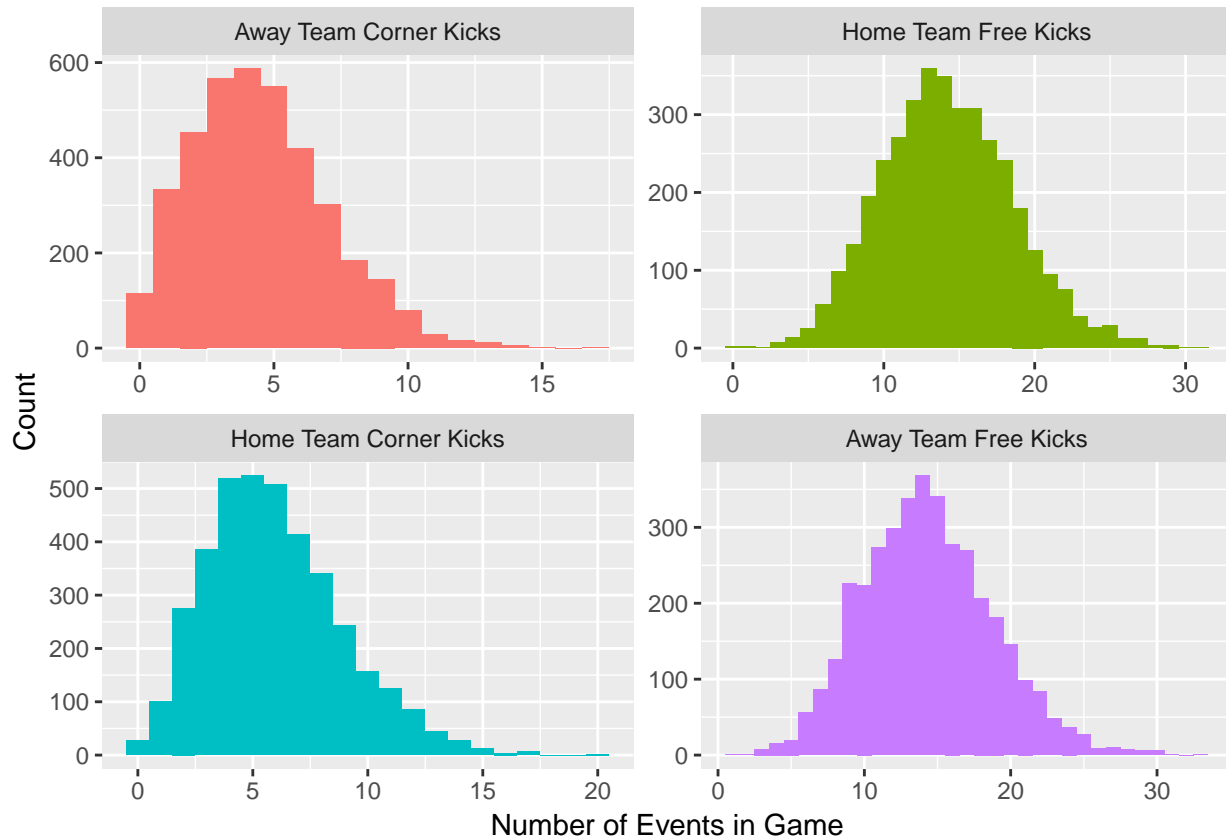 Away Team Corner Kicks
Home Team Free Kicks
600
400
200
0
300
200
100
0
0 5 10 15
0 10 20 30
Count
Home Team Corner Kicks
Away Team Free Kicks
500
400
300
200
100
0
300
200
100
0
0 5 10 15 20
0 10 20 30
Number of Events in Game